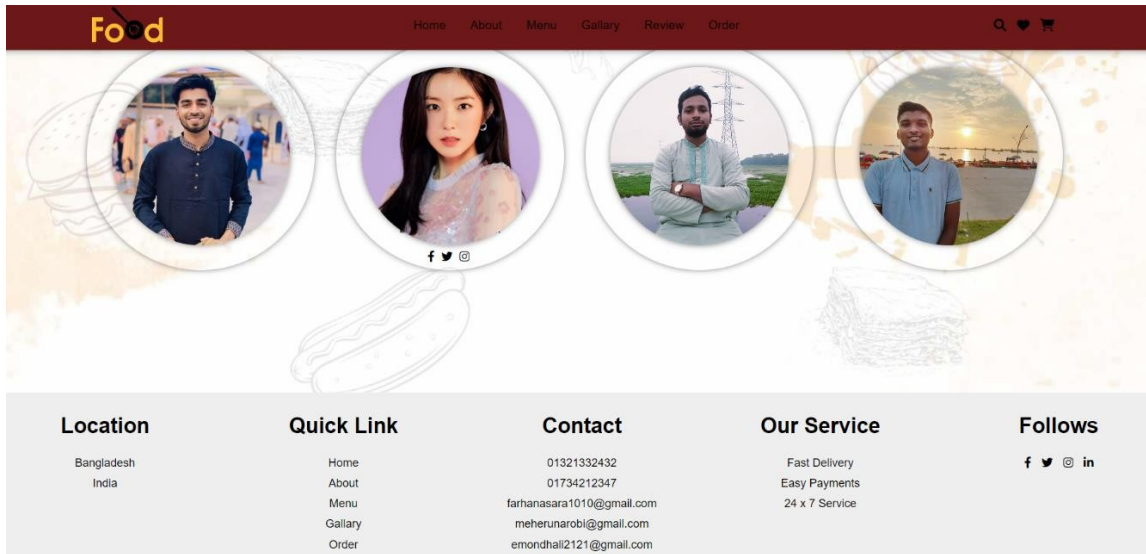 Food
Home About Menu Gallary Review Order
Location
Bangladesh
India
Quick Link
Home
About
Menu
Gallary
Order
Contact
01321332432
01734212347
farhanasara1010@gmail.com
meherunarobi@gmail.com
emondhali2121@gmail.com
Our Service
Fast Delivery
Easy Payments
24 x 7 Service
Follows